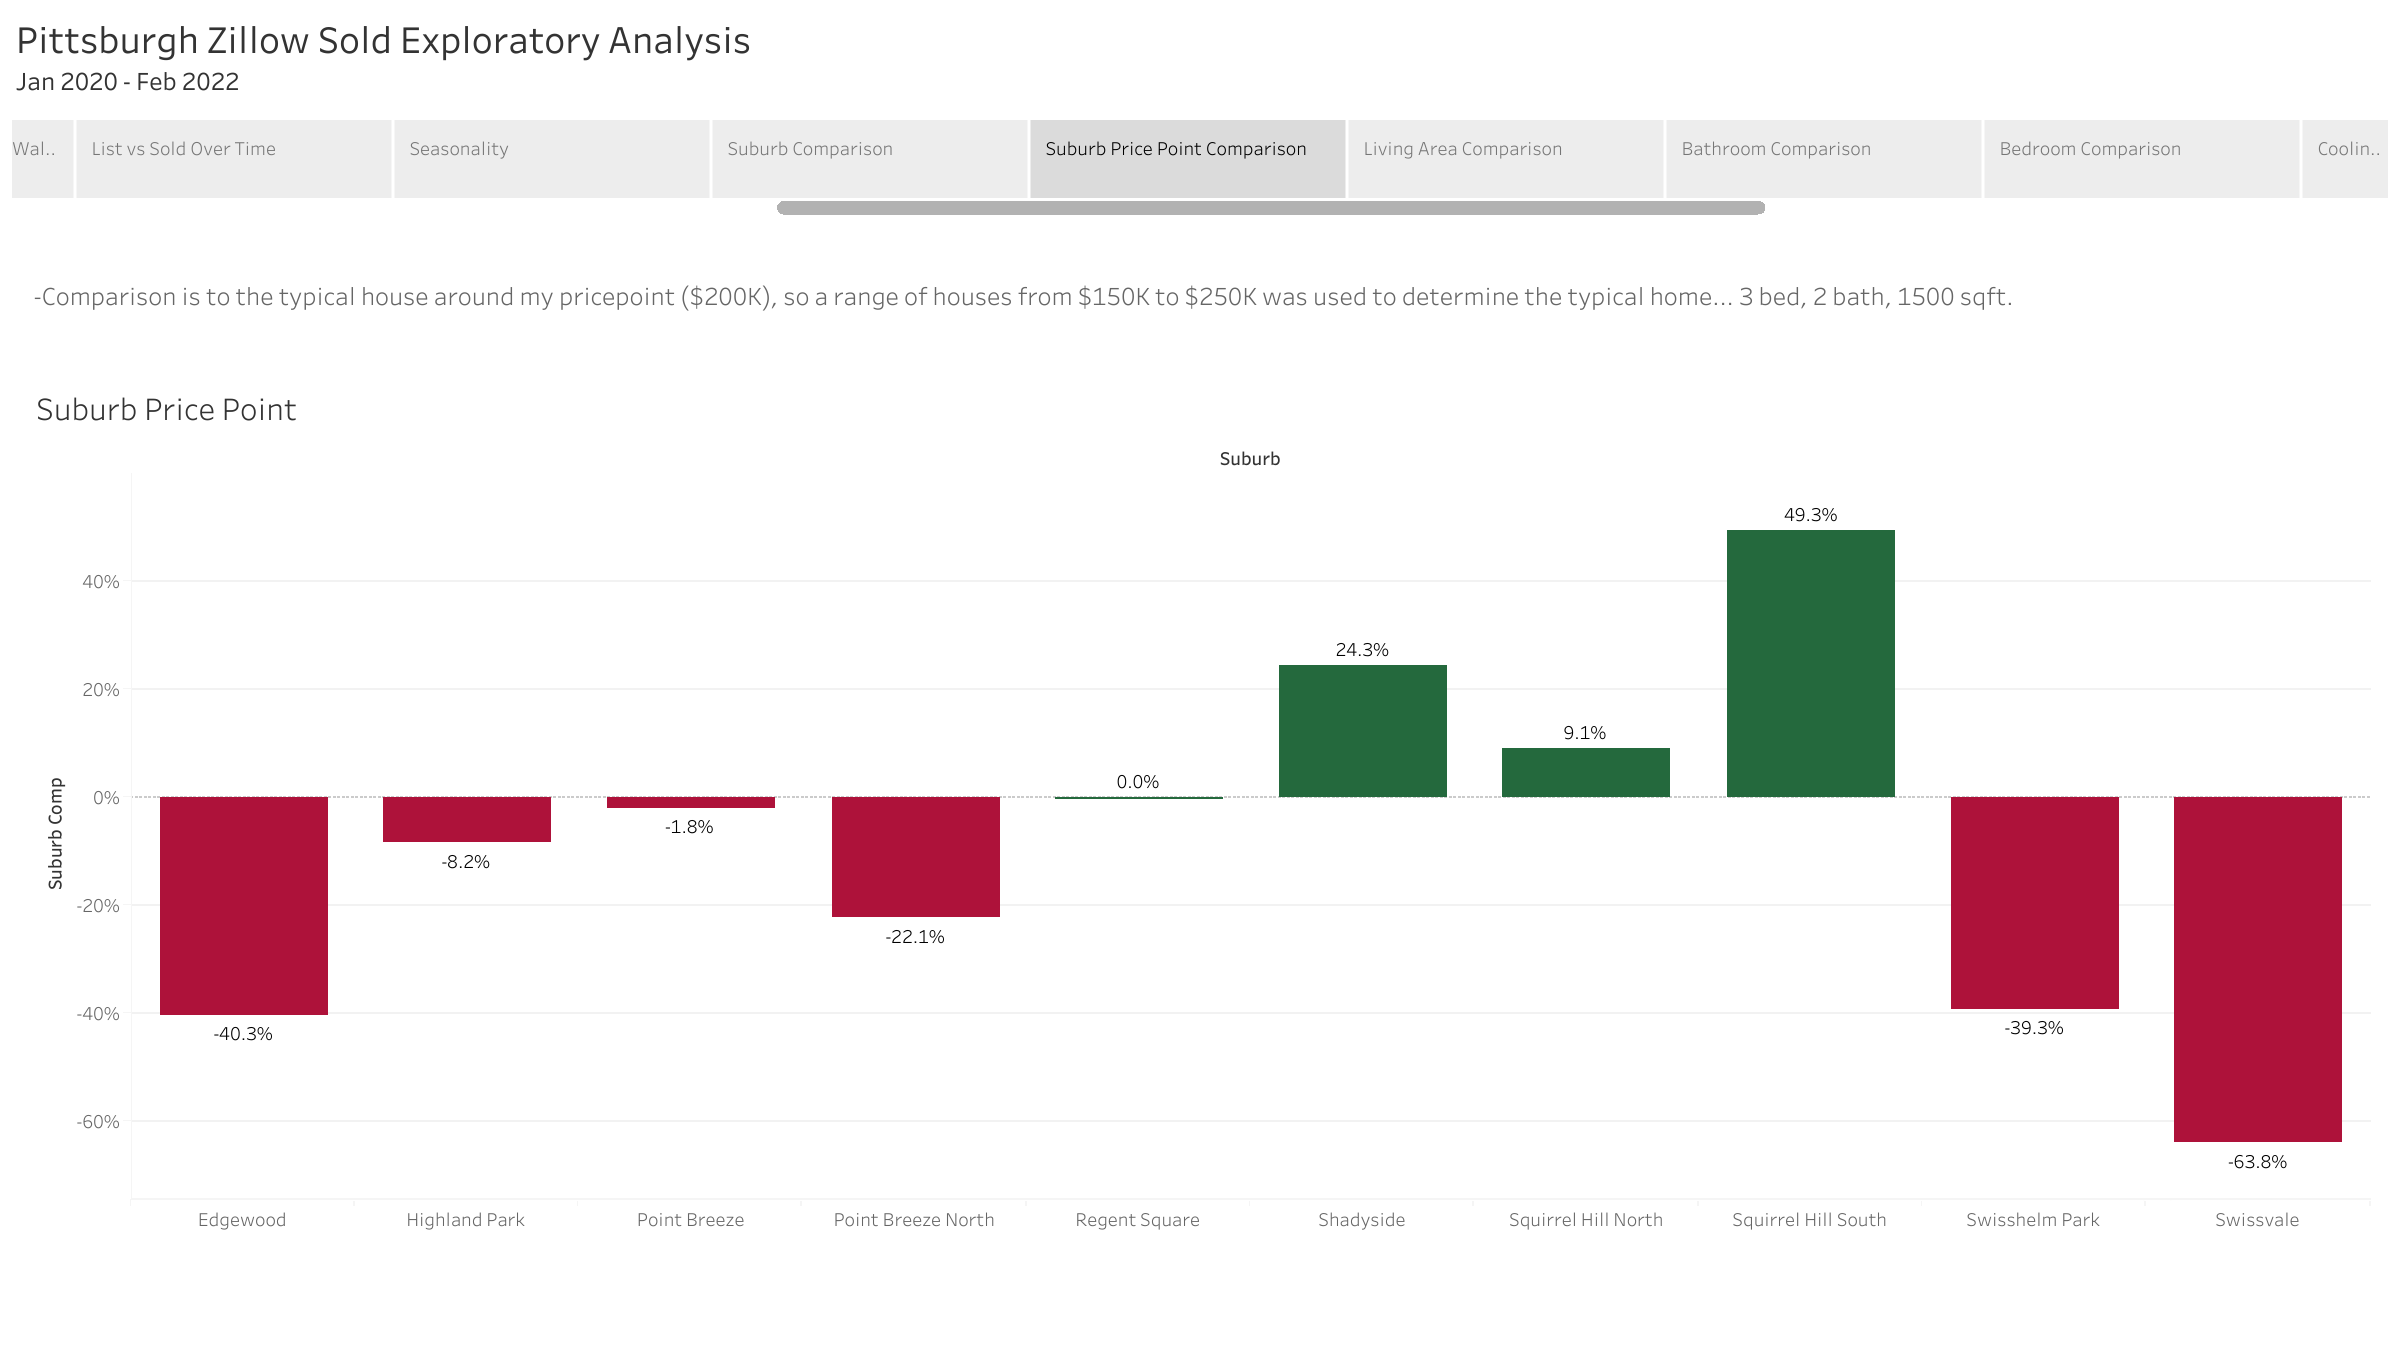 Pittsburgh Zillow Sold Exploratory Analysis
Jan 2020 - Feb 2022
Wal.. List vs Sold Over Time Seasonality Suburb Comparison Suburb Price Point Comparison Living Area Comparison Bathroom Comparison Bedroom Comparison Coolin..
-Comparison is to the typical house around my pricepoint ($200K), so a range of houses from $150K to $250K was used to determine the typical home... 3 bed, 2 bath, 1500 sqft.
Suburb Price Point
Suburb
49.3%
40%
24.3%
20%
9.1%
0.0%
0%
Suburb Comp
-1.8%
-8.2%
-20%
-22.1%
-40%
-39.3%
-40.3%
-60%
-63.8%
Edgewood Highland Park Point Breeze Point Breeze North Regent Square Shadyside Squirrel Hill North Squirrel Hill South Swisshelm Park Swissvale